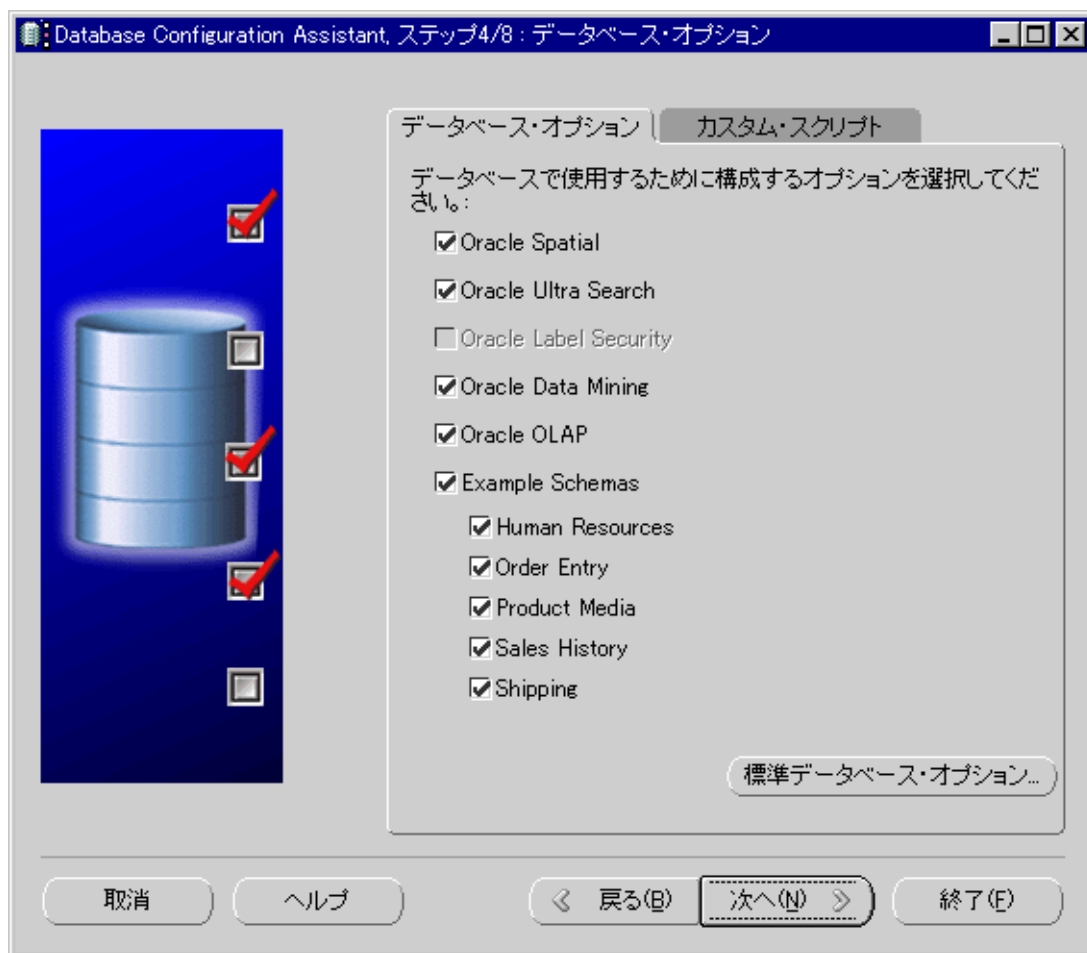 Database Configuration Assistant, ステップ4/8 : データベース・オプション
データベース・オプション
カスタム・スクリプト
データベースで使用するために構成するオプションを選択してくだ
さい。:
Oracle Spatial
Oracle Ultra Search
Oracle Label Security
Oracle Data Mining
Oracle OLAP
Example Schemas
Human Resources
Order Entry
Product Media
Sales History
Shipping
標準データベース・オプション...
取消
ヘルプ
戻る(B)
次へ(N)
終了(F)